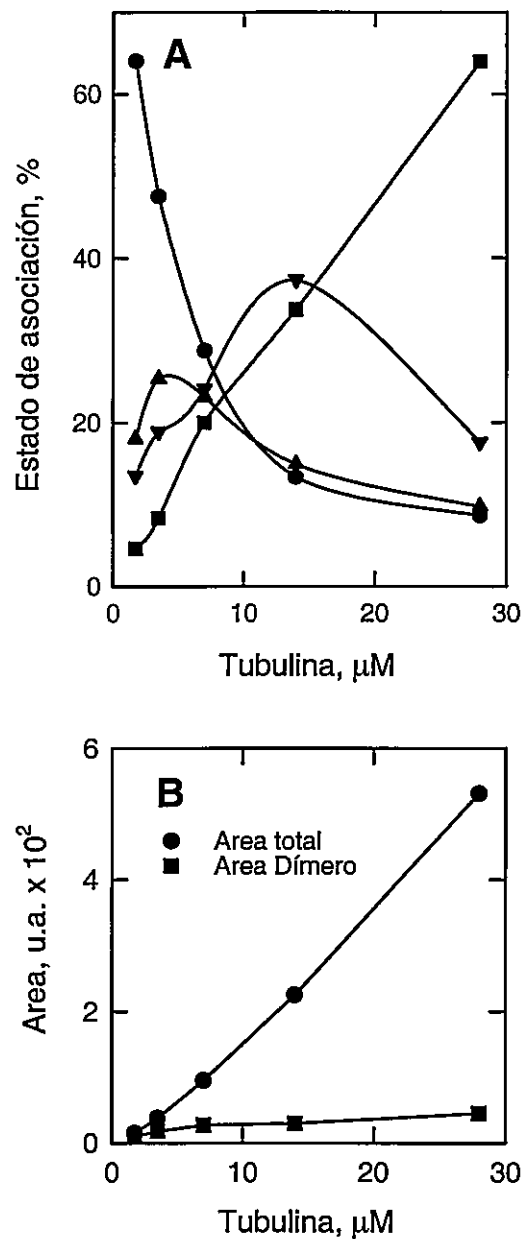 A
60
40
20
0
Estado de asociación, %
0
10
20
30
Tubulina, μM
B
Area total
Area Dímero
6
4
2
0
Area, u.a. x 10²
0
10
20
30
Tubulina, μM